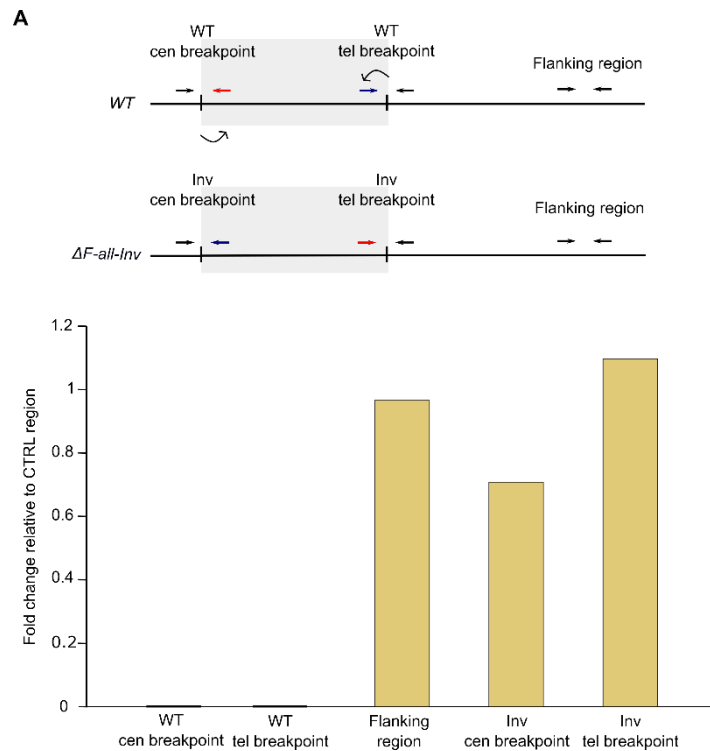 A
WT
cen breakpoint
WT
tel breakpoint
Flanking region
WT
Inv
cen breakpoint
Inv
tel breakpoint
Flanking region
ΔF-all-Inv
Fold change relative to CTRL region
1.2
1
0.8
0.6
0.4
0.2
0
WT
cen breakpoint
WT
tel breakpoint
Flanking
region
Inv
cen breakpoint
Inv
tel breakpoint